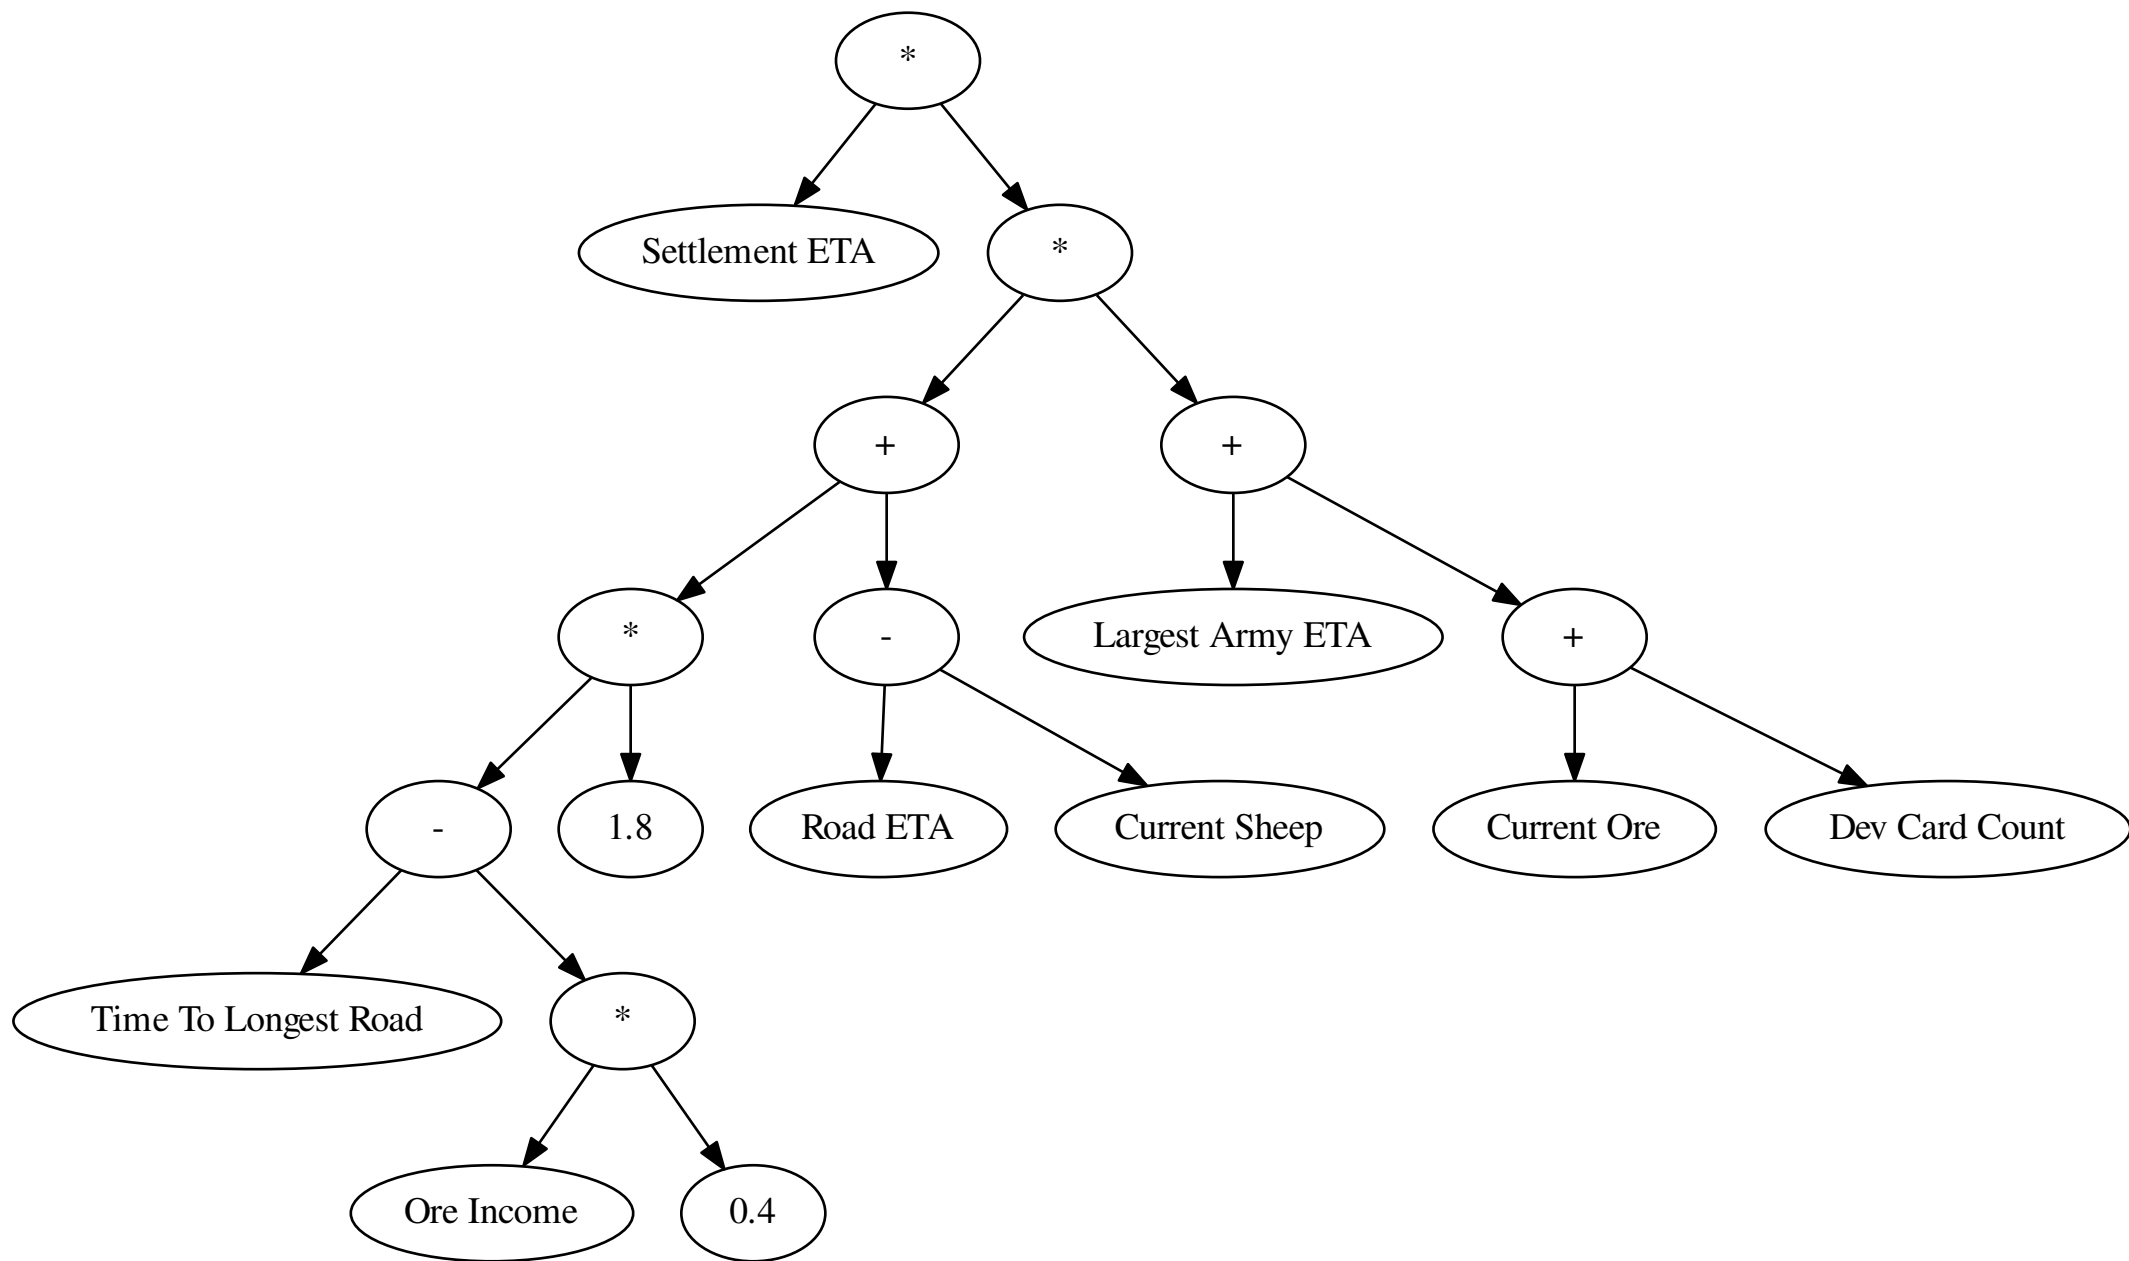 *
Settlement ETA
*
+
+
*
-
Largest Army ETA
+
-
1.8
Road ETA
Current Sheep
Current Ore
Dev Card Count
Time To Longest Road
*
Ore Income
0.4